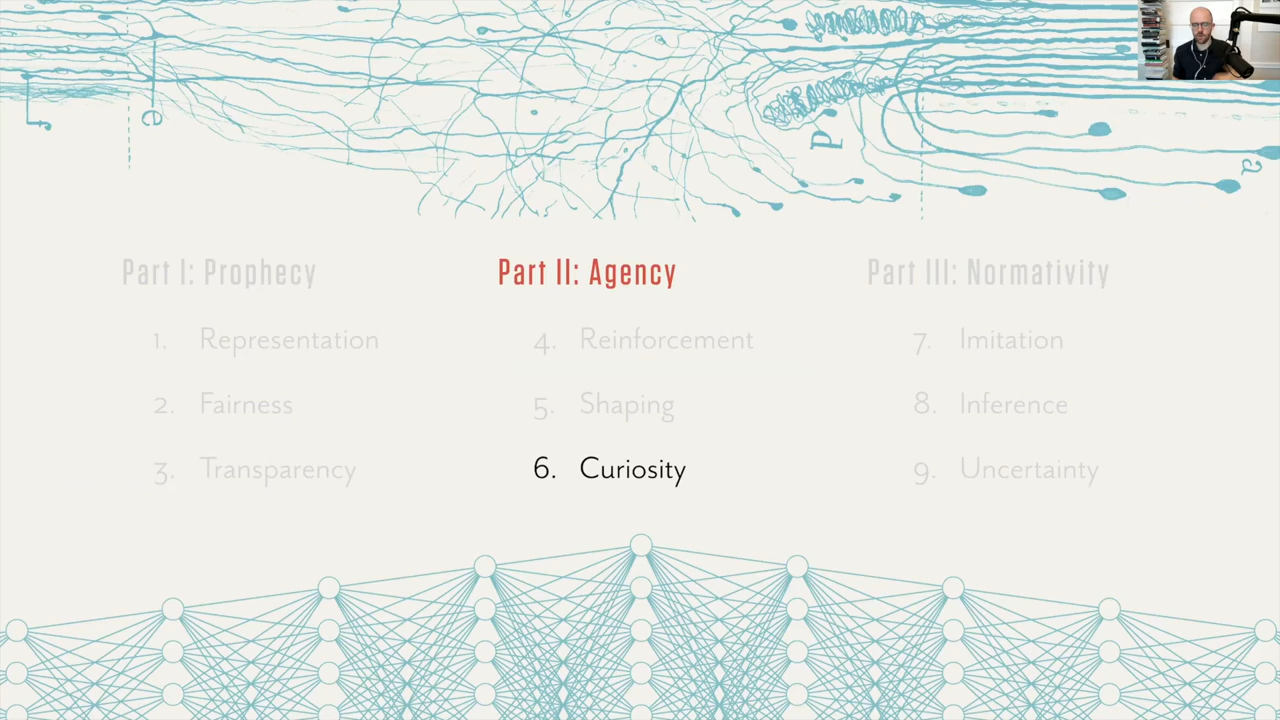 e
P
a
Part I: Prophecy
1. Representation
2. Fairness
3. Transparency
Part II: Agency
4. Reinforcement
5. Shaping
6. Curiosity
Part III: Normativity
7. Imitation
8. Inference
9. Uncertainty